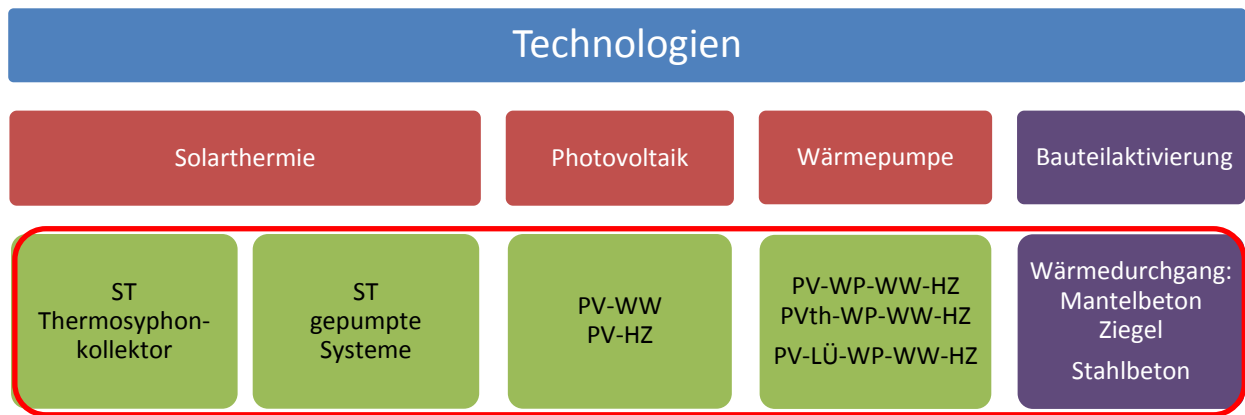 Technologien
Solarthermie
Photovoltaik
Wärmepumpe
Bauteilaktivierung
ST
Thermosyphon-
kollektor
ST
gepumpte
Systeme
PV-WW
PV-HZ
PV-WP-WW-HZ
PVth-WP-WW-HZ
PV-LÜ-WP-WW-HZ
Wärmedurchgang:
Mantelbeton
Ziegel
Stahlbeton